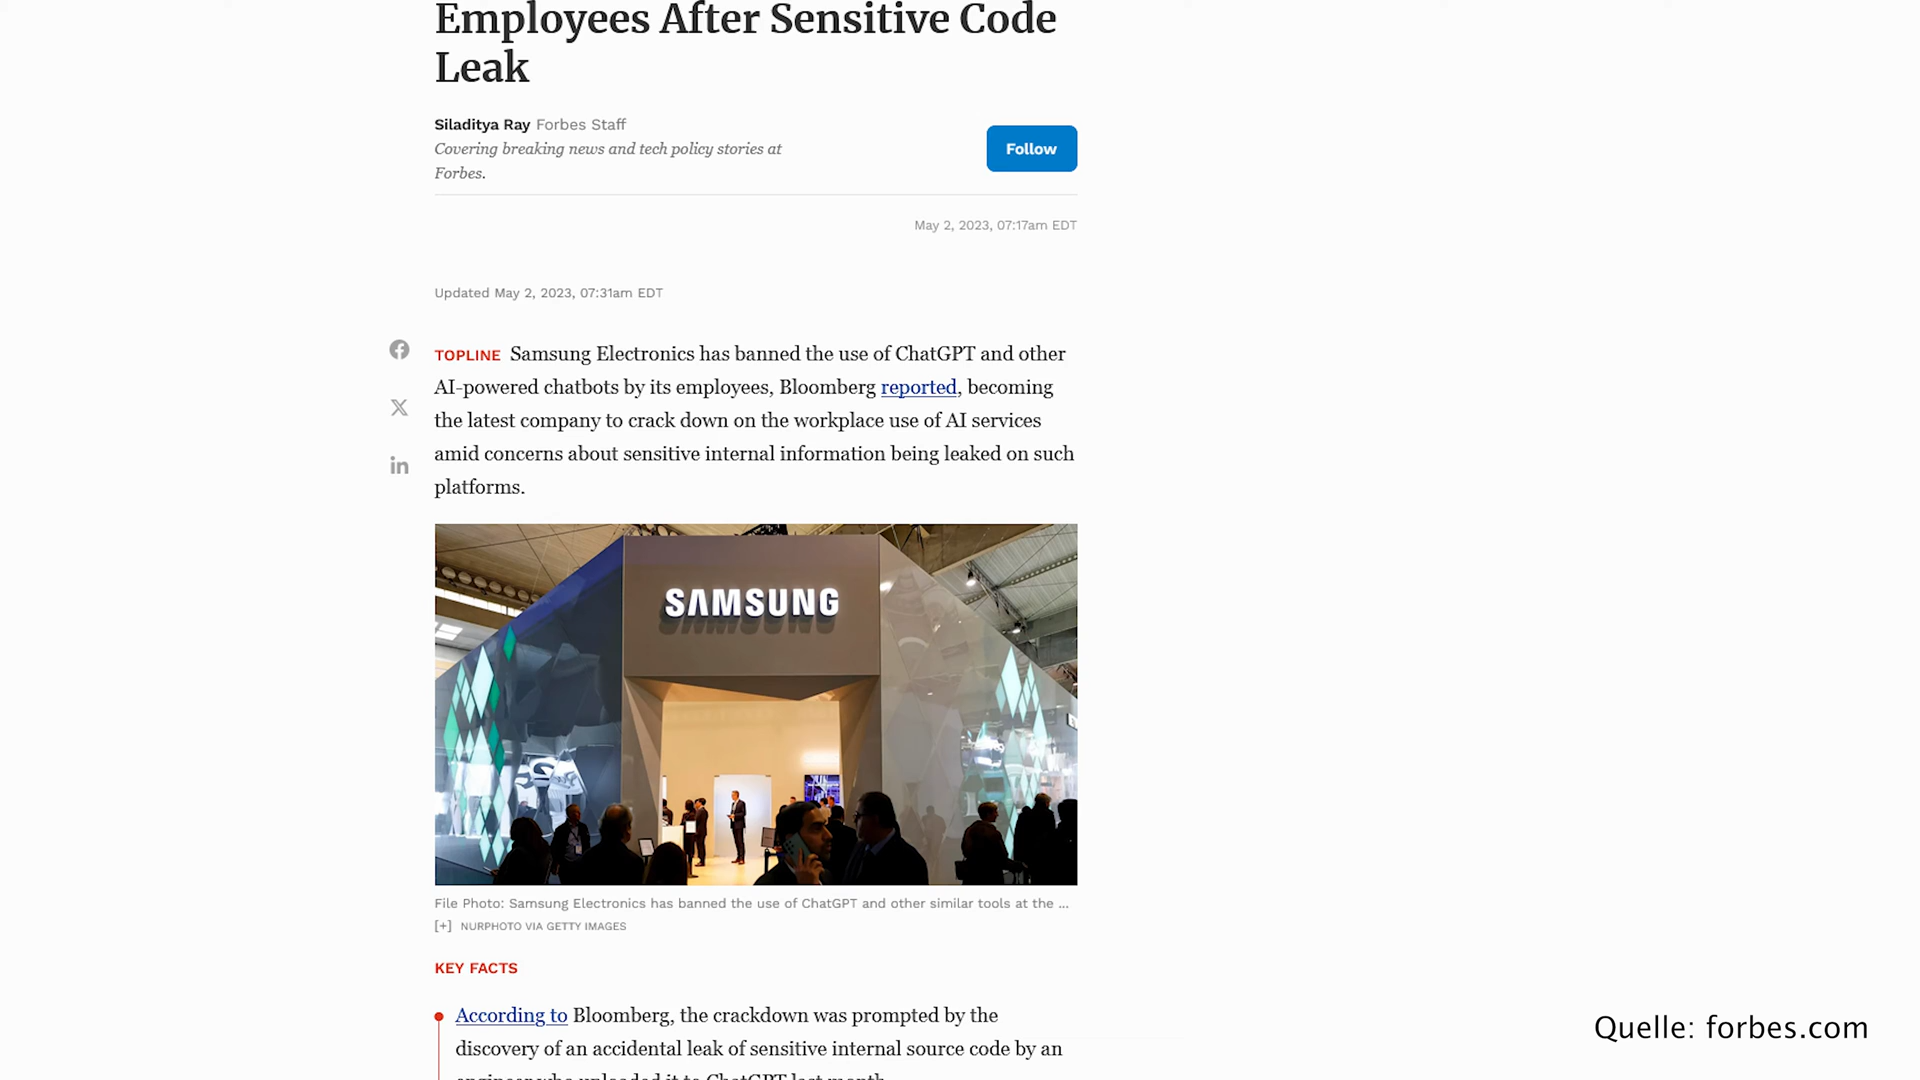 Employees After Sensitive Code
Leak
Siladitya Ray Forbes Staff
Covering breaking news and tech policy stories at
Forbes.
Follow
May 2, 2023, 07:17am EDT
Updated May 2, 2023, 07:31am EDT
TOPLINE Samsung Electronics has banned the use of ChatGPT and other
AI-powered chatbots by its employees, Bloomberg reported, becoming
the latest company to crack down on the workplace use of AI services
amid concerns about sensitive internal information being leaked on such
platforms.
SAMSUNG
File Photo: Samsung Electronics has banned the use of ChatGPT and other similar tools at the ...
[+] NURPHOTO VIA GETTY IMAGES
KEY FACTS
According to Bloomberg, the crackdown was prompted by the
discovery of an accidental leak of sensitive internal source code by an
engineer who uploaded it to ChatGPT last month.
Quelle: forbes.com